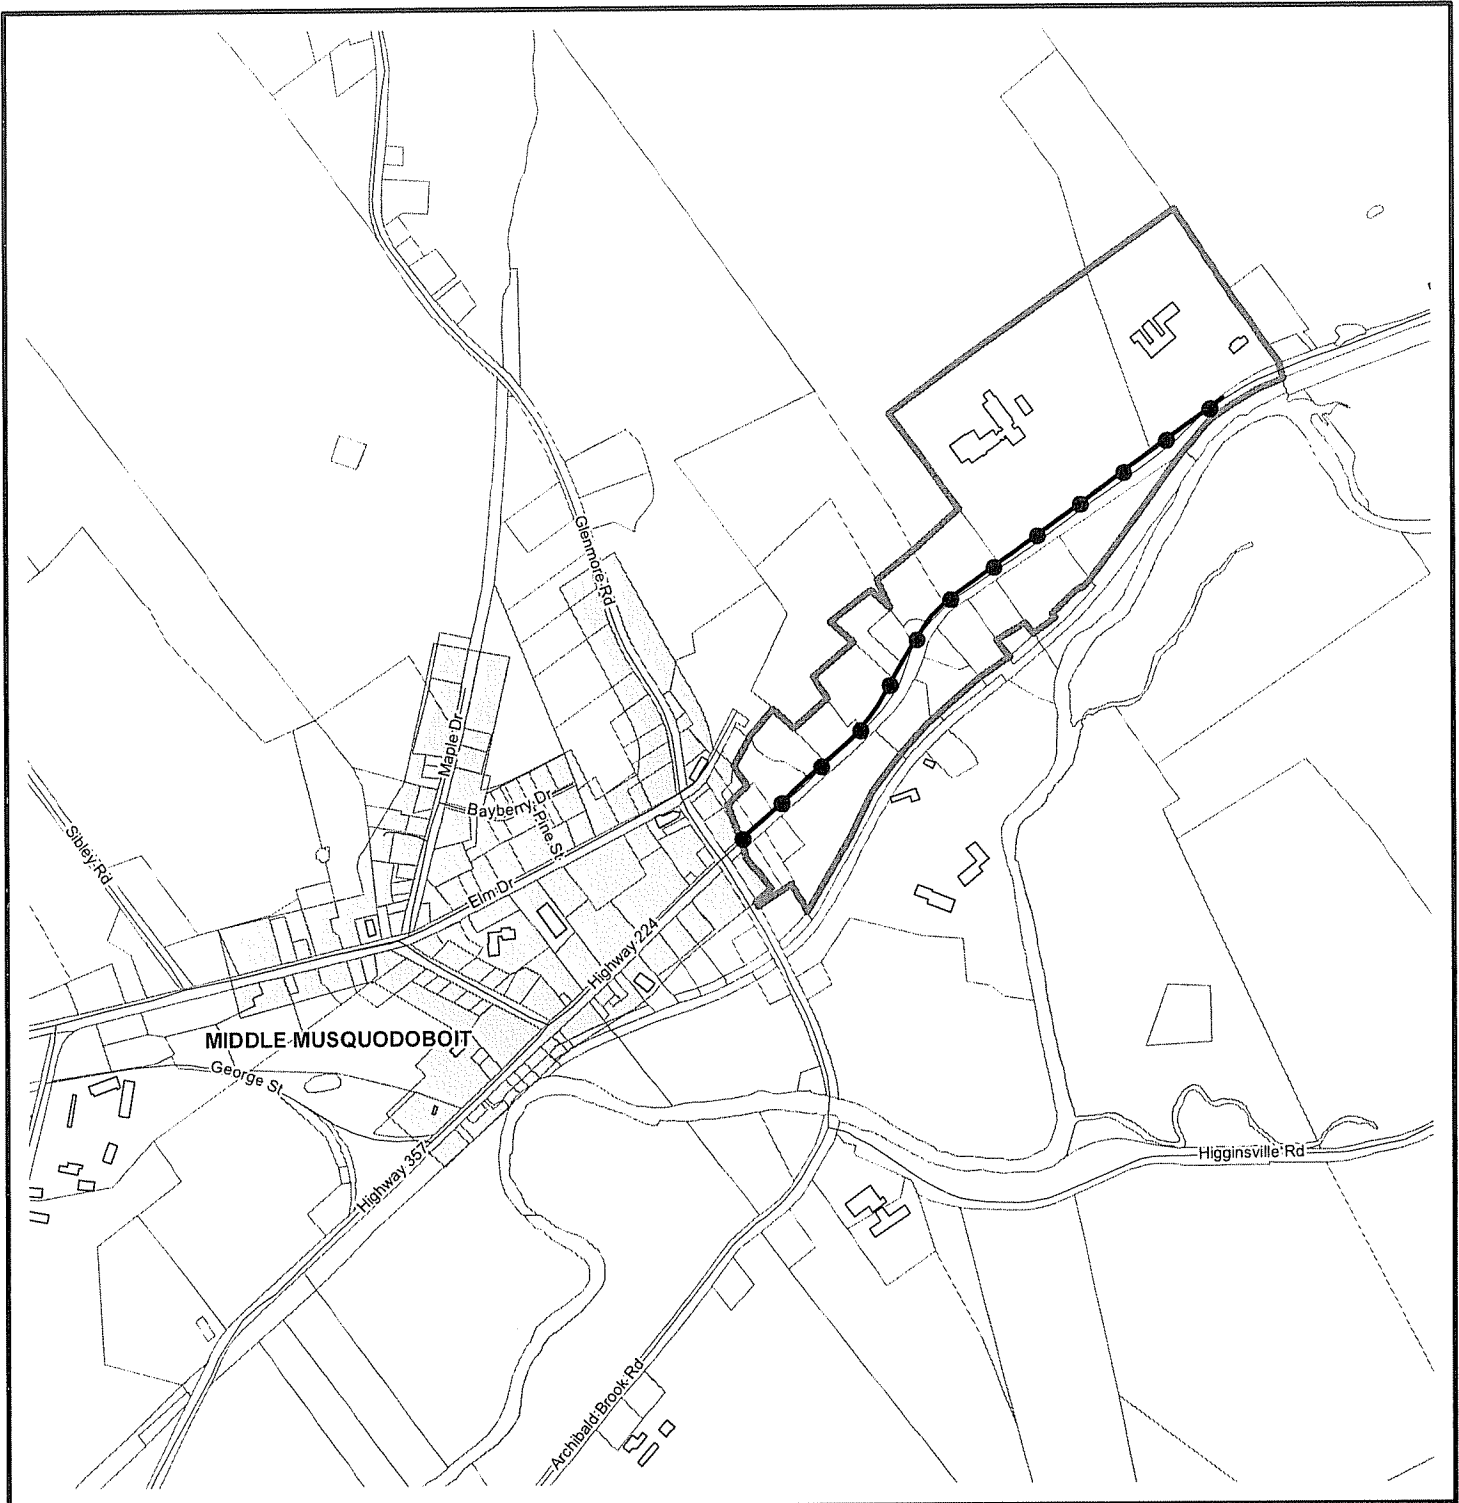 Glenmore Rd
Maple Dr
Bayberry Dr
Pine St
Sibley Rd
Elm Dr
Highway 224
MIDDLE MUSQUODOBOIT
George St
Highway 357
Higginsville Rd
Archibald Brook Rd